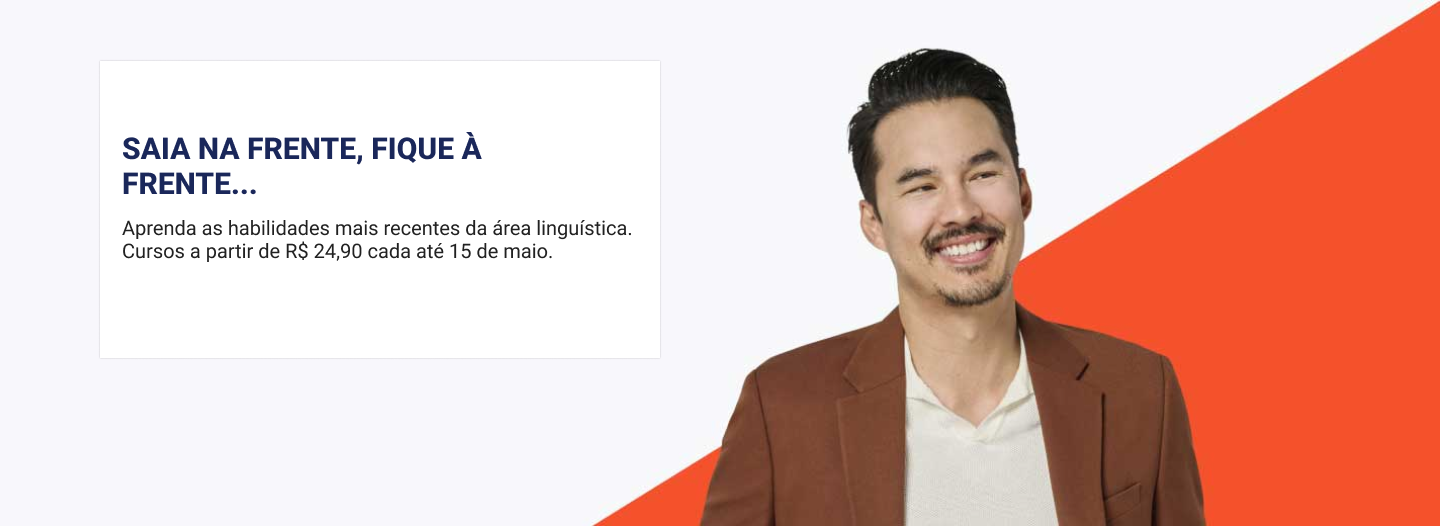 SAIA NA FRENTE, FIQUE À
FRENTE...
Aprenda as habilidades mais recentes da área linguística.
Cursos a partir de R$ 24,90 cada até 15 de maio.